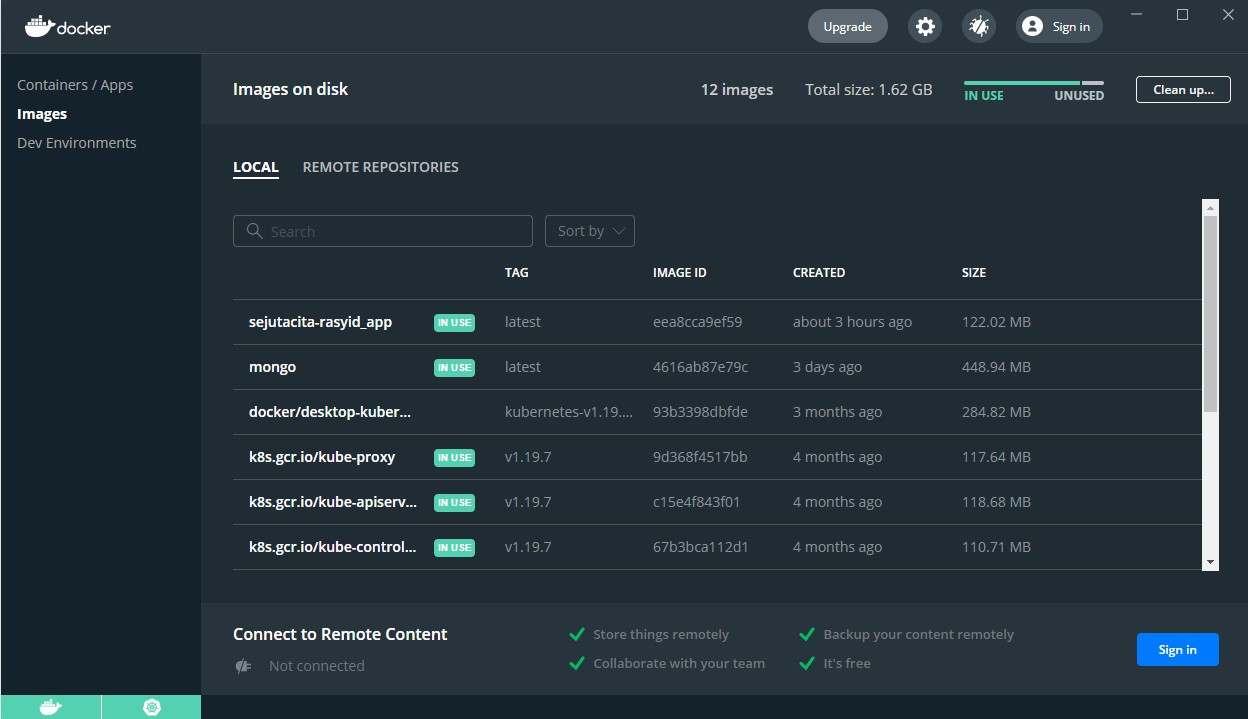 docker
Upgrade
Sign in
Containers / Apps
Images
Dev Environments
Images on disk
12 images
Total size: 1.62 GB
IN USE
UNUSED
Clean up...
LOCAL
REMOTE REPOSITORIES
Search
Sort by
TAG IMAGE ID CREATED SIZE
sejutacita-rasyid_app IN USE latest eea8cca9ef59 about 3 hours ago 122.02 MB
mongo IN USE latest 4616ab87e79c 3 days ago 448.94 MB
docker/desktop-kuber... kubernetes-v1.19.... 93b3398dbfde 3 months ago 284.82 MB
k8s.gcr.io/kube-proxy IN USE v1.19.7 9d368f4517bb 4 months ago 117.64 MB
k8s.gcr.io/kube-apiserv... IN USE v1.19.7 c15e4f843f01 4 months ago 118.68 MB
k8s.gcr.io/kube-control... IN USE v1.19.7 67b3bca112d1 4 months ago 110.71 MB
Connect to Remote Content
Not connected
Store things remotely
Backup your content remotely
Collaborate with your team
It's free
Sign in